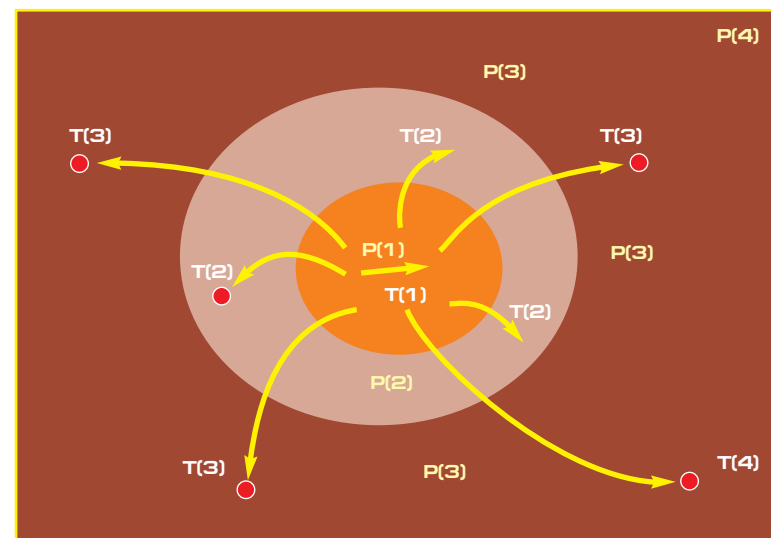 P(4)
P(3)
T(3)
T(2)
T(3)
P(1)
P(3)
T(2)
T(1)
T(2)
P(2)
T(3)
P(3)
T(4)